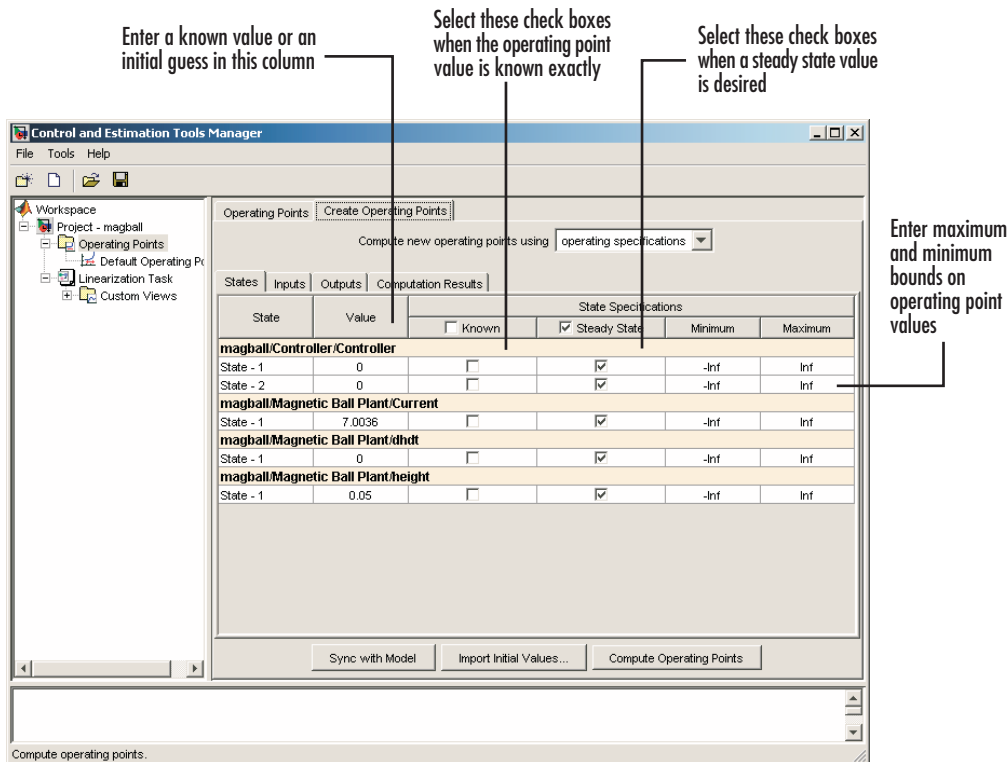 Enter a known value or an
initial guess in this column
Select these check boxes
when the operating point
value is known exactly
Select these check boxes
when a steady state value
is desired
Control and Estimation Tools Manager
File Tools Help
Workspace
Project - magball
Operating Points
Default Operating Po
Linearization Task
Custom Views
Operating Points Create Operating Points
Compute new operating points using operating specifications
States Inputs Outputs Computation Results
State Value State Specifications
Known Steady State Minimum Maximum
magball/Controller/Controller
State - 1 0 -Inf Inf
State - 2 0 -Inf Inf
magball/Magnetic Ball Plant/Current
State - 1 7.0036 -Inf Inf
magball/Magnetic Ball Plant/dhdt
State - 1 0 -Inf Inf
magball/Magnetic Ball Plant/height
State - 1 0.05 -Inf Inf
Sync with Model Import Initial Values... Compute Operating Points
Compute operating points.
Enter maximum
and minimum
bounds on
operating point
values